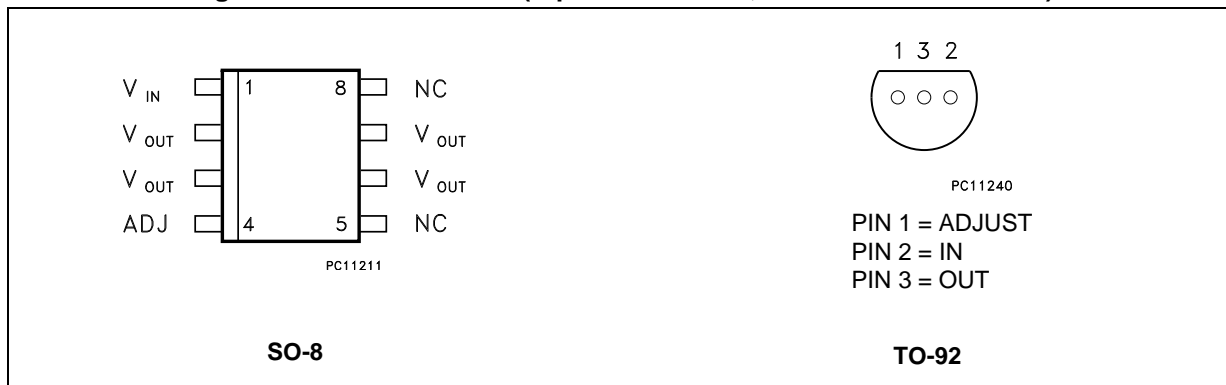 V IN 1 8 NC
V OUT V OUT
V OUT V OUT
ADJ 4 5 NC
PC11211
SO-8
1 3 2
PC11240
PIN 1 = ADJUST
PIN 2 = IN
PIN 3 = OUT
TO-92